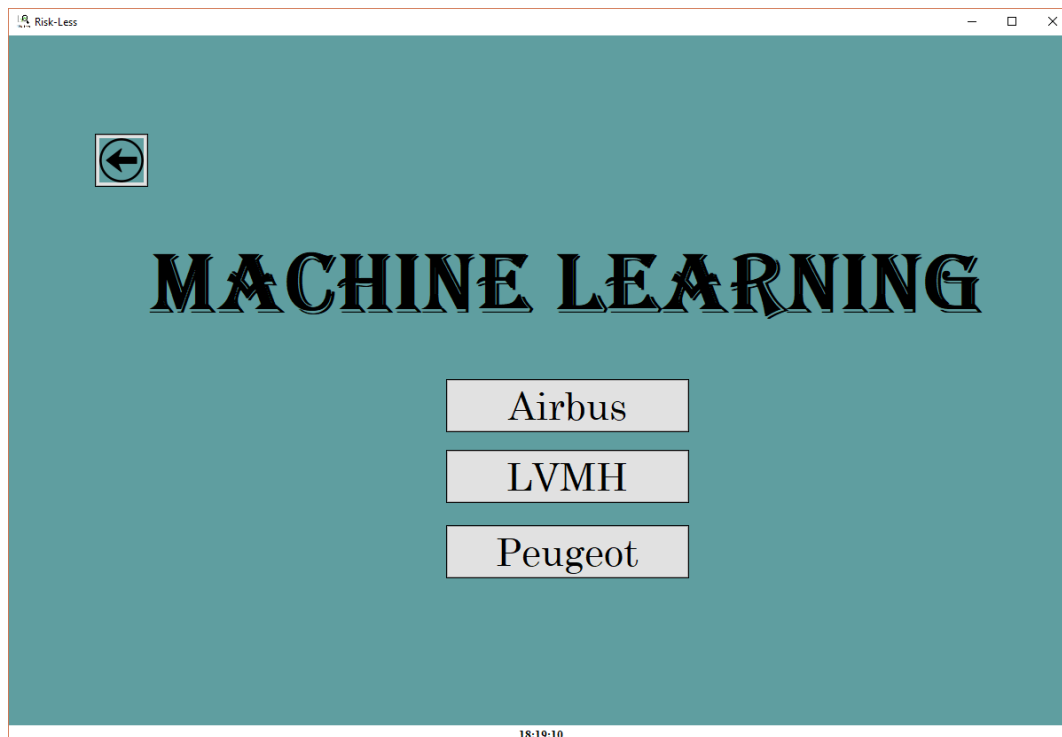 Risk-Less
MACHINE LEARNING
Airbus
LVMH
Peugeot
18:19:10